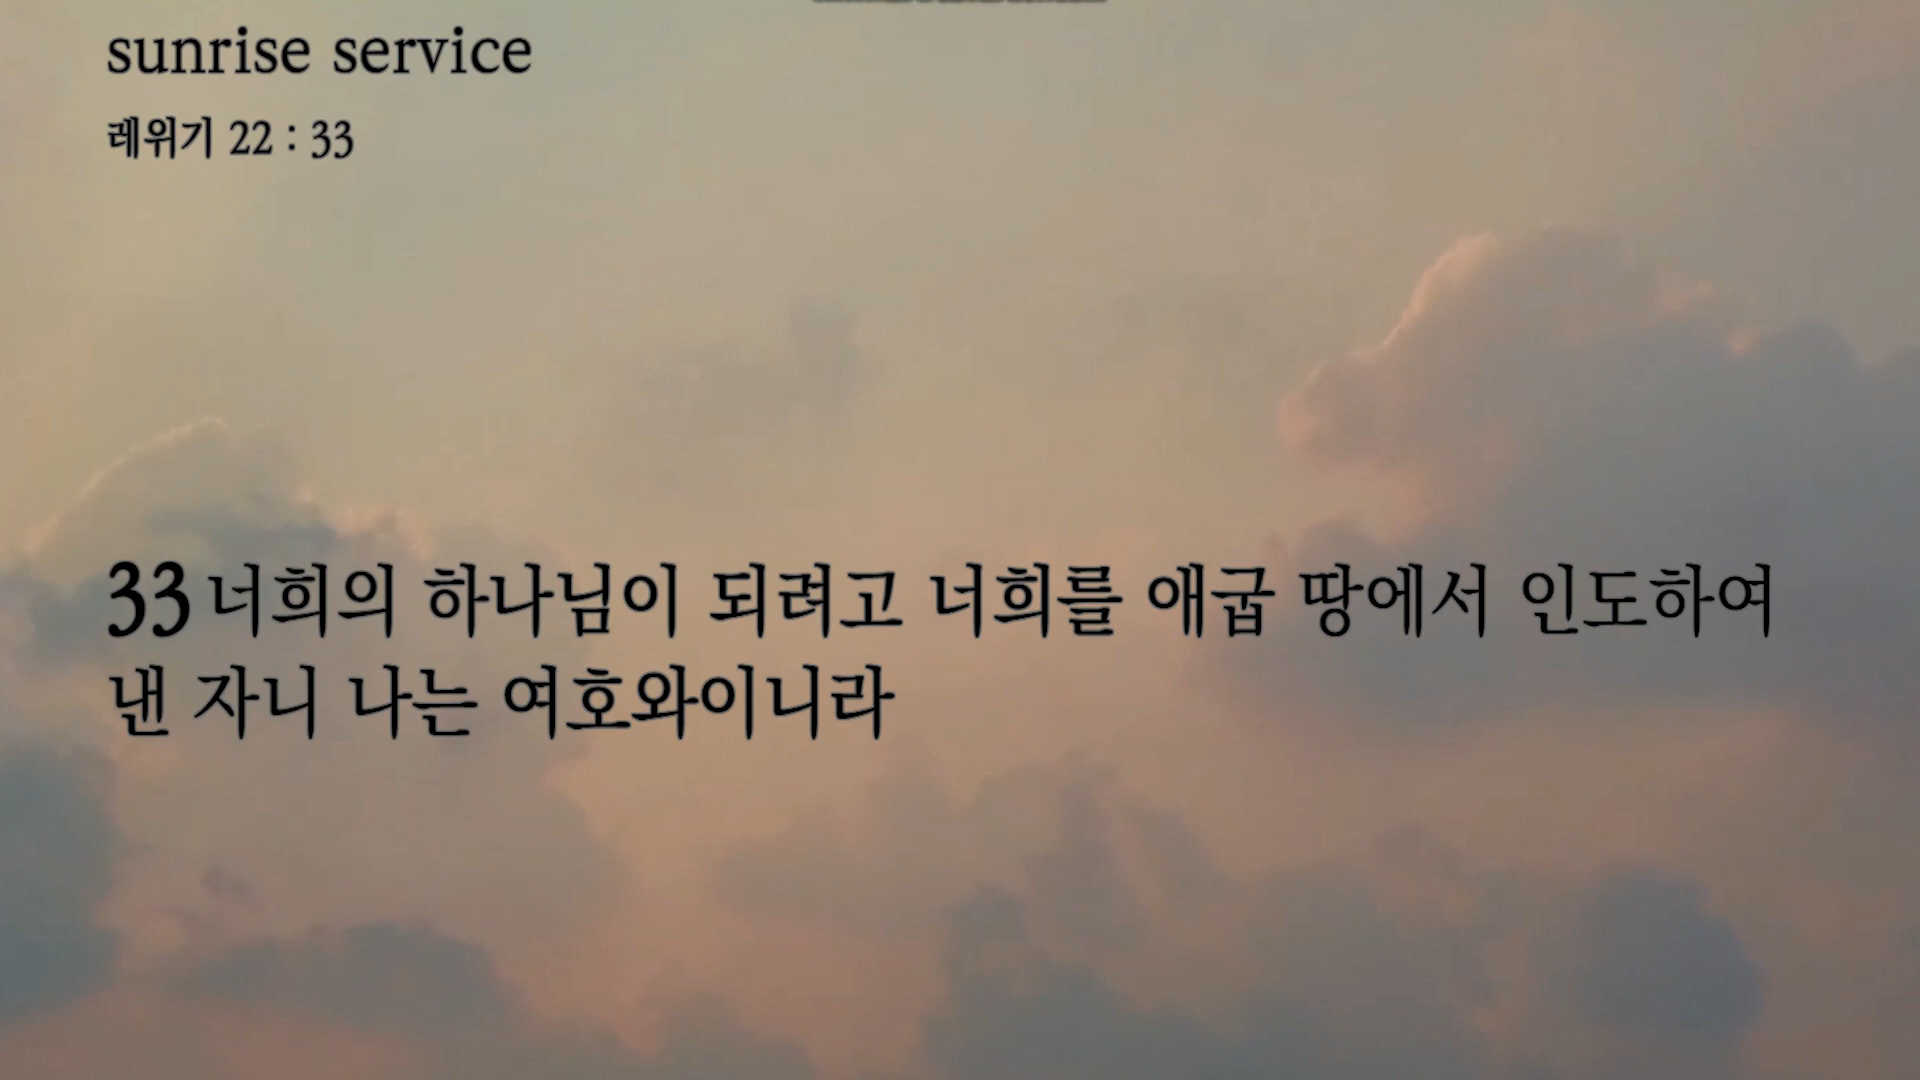 sunrise service
레위기 22 : 33
33 너희의 하나님이 되려고 너희를 애굽 땅에서 인도하여
낸 자니 나는 여호와이니라